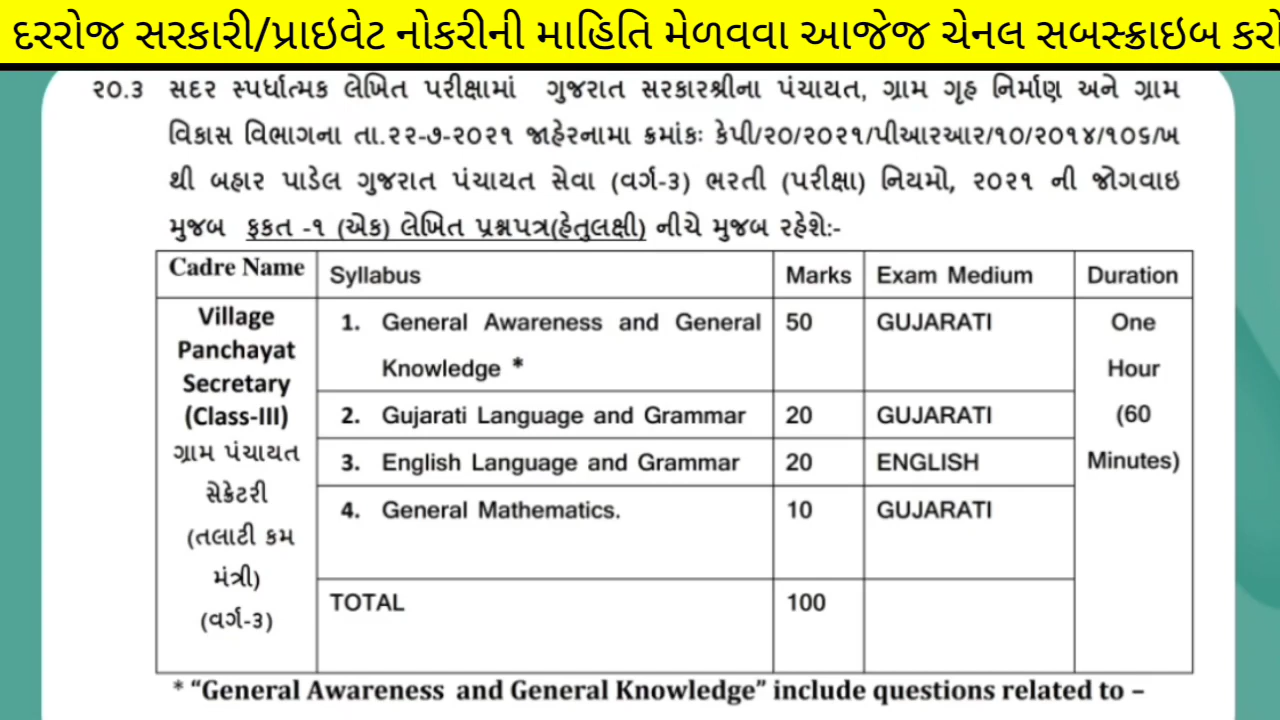 દરરોજ સરકારી/પ્રાઇવેટ નોકરીની માહિતિ મેળવવા આજેજ ચેનલ સબસ્ક્રાઇબ કરો
૨૦.૩ સદર સ્પર્ધાત્મક લેખિત પરીક્ષામાં ગુજરાત સરકારશ્રીના પંચાયત, ગ્રામ ગૃહ નિર્માણ અને ગ્રામ
વિકાસ વિભાગના તા.૨૨-૭-૨૦૨૧ જાહેરનામા ક્રમાંકઃ કેપી/૨૦/૨૦૨૧/પીઆરઆર/૧૦/૨૦૧૪/૧૦૬/ખ
થી બહાર પાડેલ ગુજરાત પંચાયત સેવા (વર્ગ-૩) ભરતી (પરીક્ષા) નિયમો, ૨૦૨૧ ની જોગવાઇ
મુજબ ફકત -૧ (એક) લેખિત પ્રશ્નપત્ર(હેતુલક્ષી) નીચે મુજબ રહેશેઃ-
Cadre Name Syllabus Marks Exam Medium Duration
Village
Panchayat
Secretary
(Class-III)
ગ્રામ પંચાયત
સેક્રેટરી
(તલાટી કમ
મંત્રી)
(વર્ગ-૩)
1. General Awareness and General
Knowledge *
50 GUJARATI
2. Gujarati Language and Grammar 20 GUJARATI
3. English Language and Grammar 20 ENGLISH
4. General Mathematics. 10 GUJARATI
TOTAL 100
One
Hour
(60
Minutes)
* “General Awareness and General Knowledge” include questions related to –